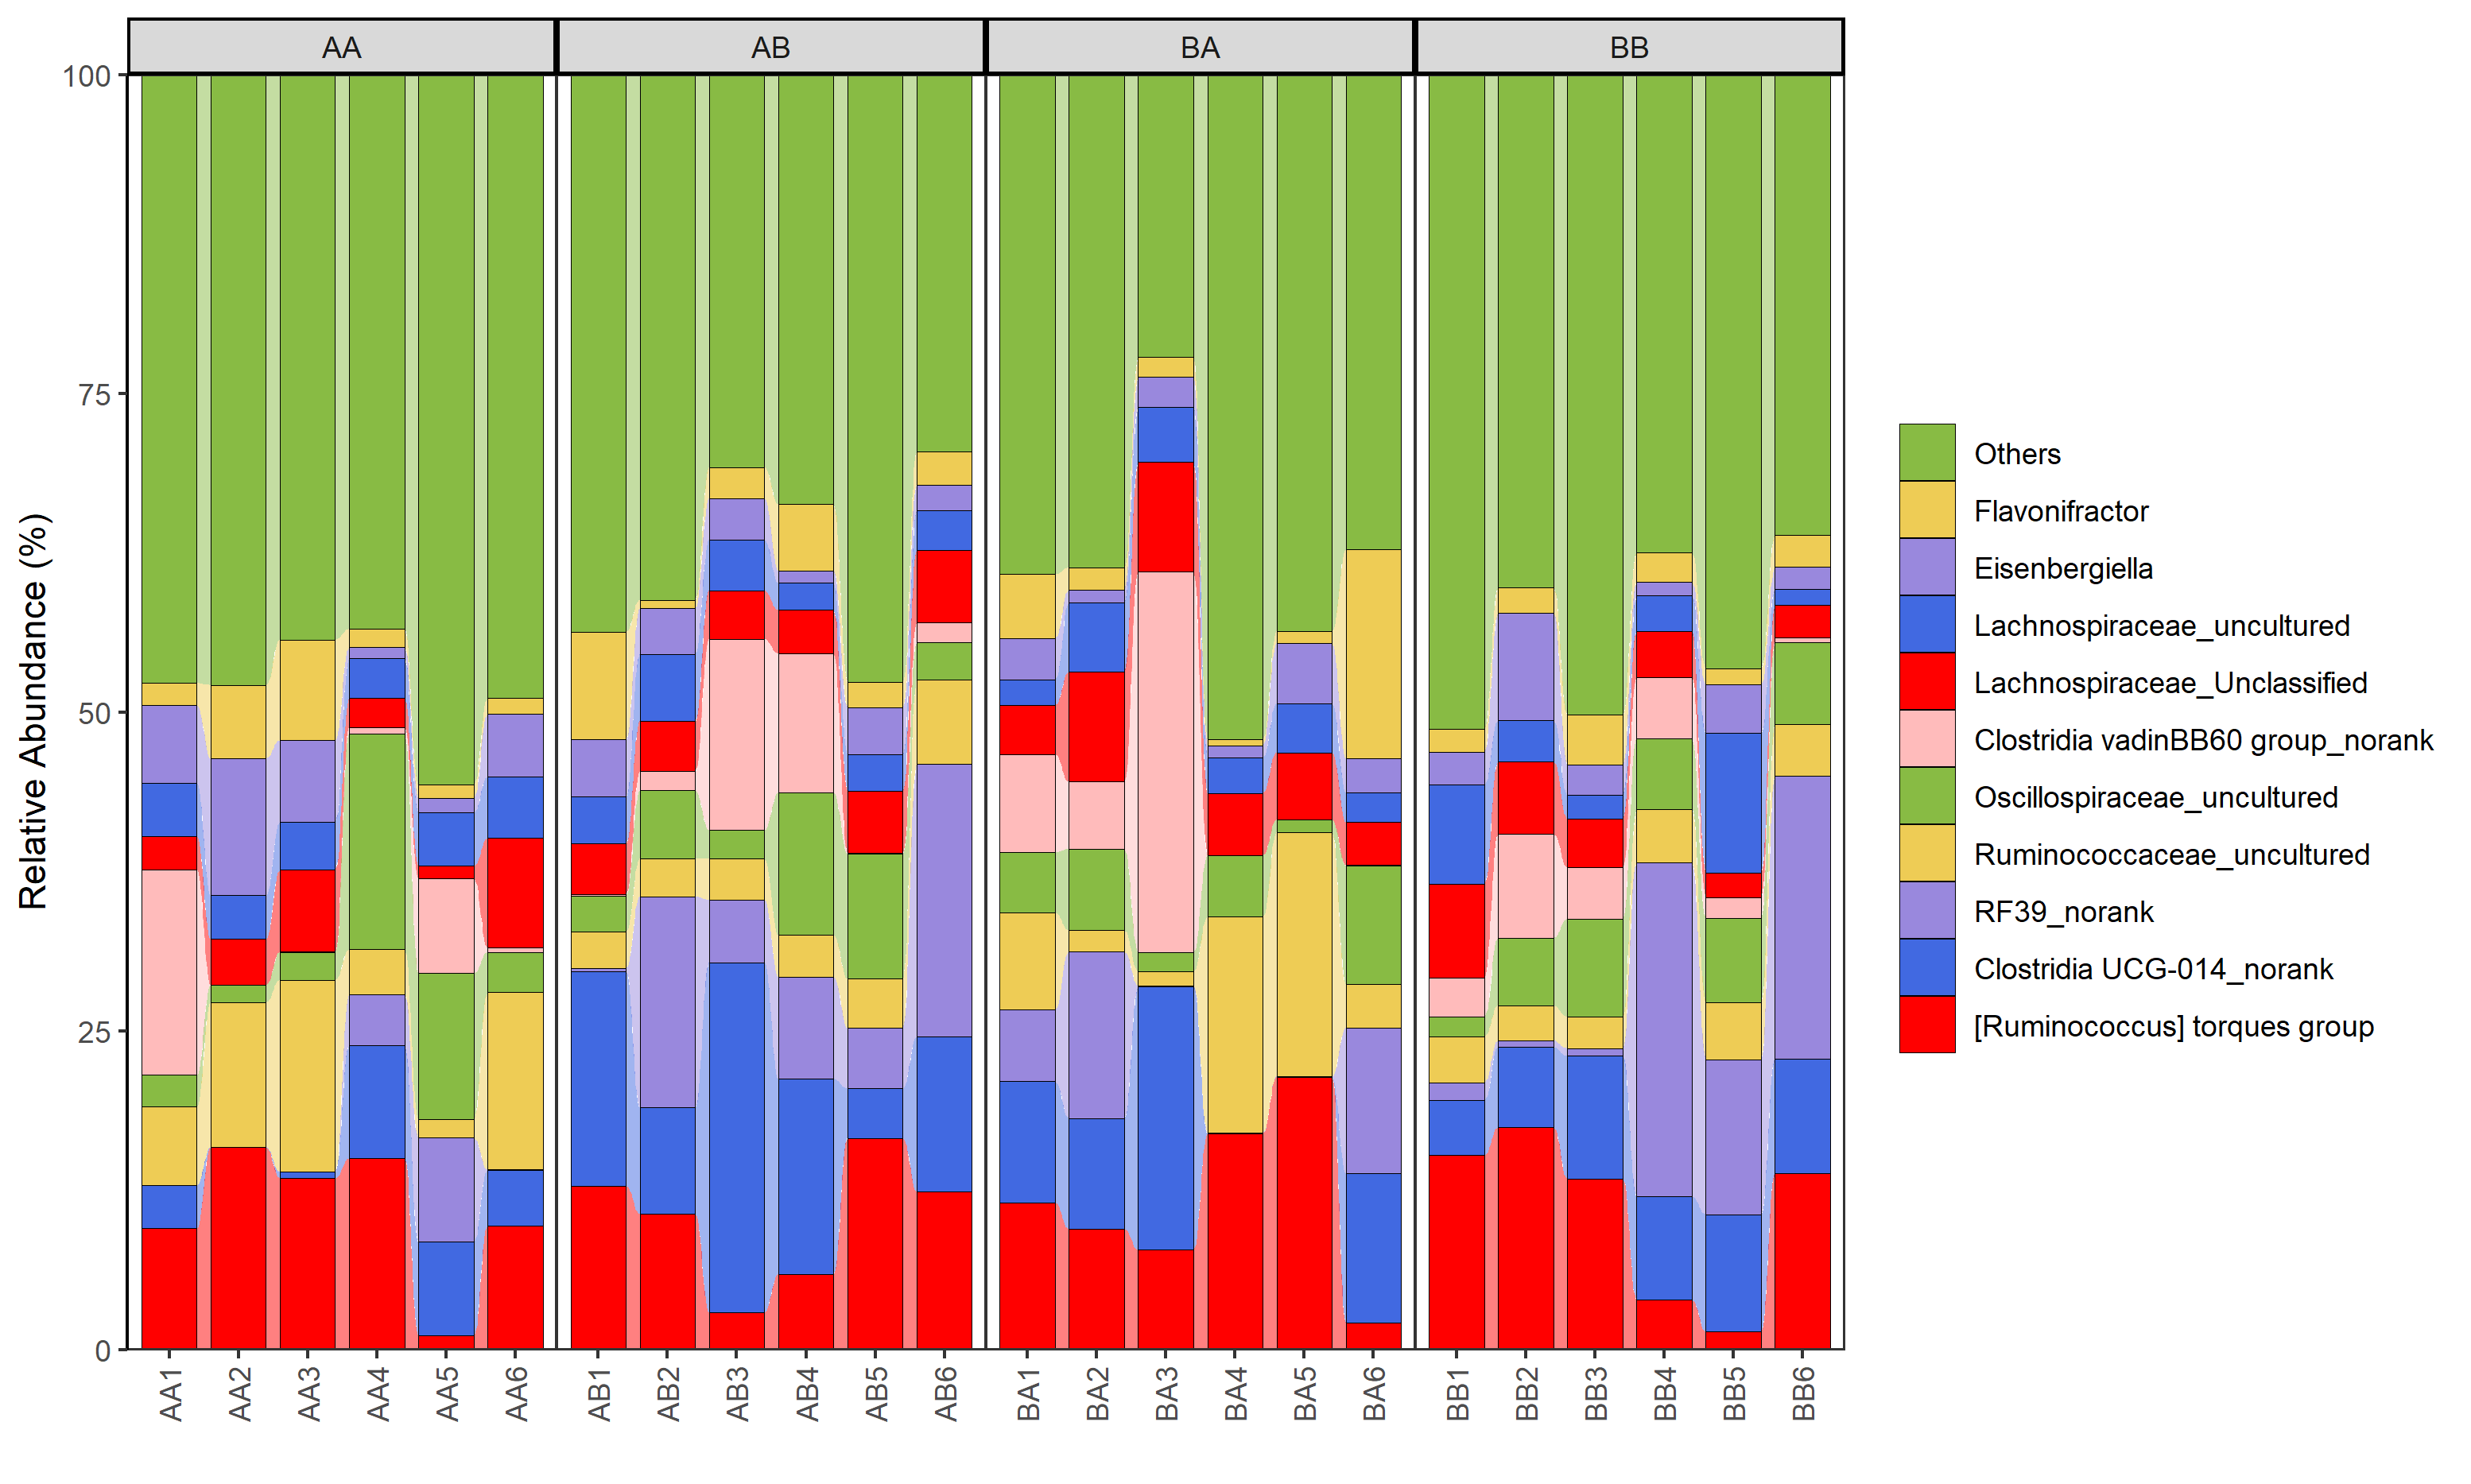 AA AB BA BB
100
75
50
25
0
Relative Abundance (%)
AA1 AA2 AA3 AA4 AA5 AA6 AB1 AB2 AB3 AB4 AB5 AB6 BA1 BA2 BA3 BA4 BA5 BA6 BB1 BB2 BB3 BB4 BB5 BB6
Others
Flavonifractor
Eisenbergiella
Lachnospiraceae_uncultured
Lachnospiraceae_Unclassified
Clostridia vadinBB60 group_norank
Oscillospiraceae_uncultured
Ruminococcaceae_uncultured
RF39_norank
Clostridia UCG-014_norank
[Ruminococcus] torques group